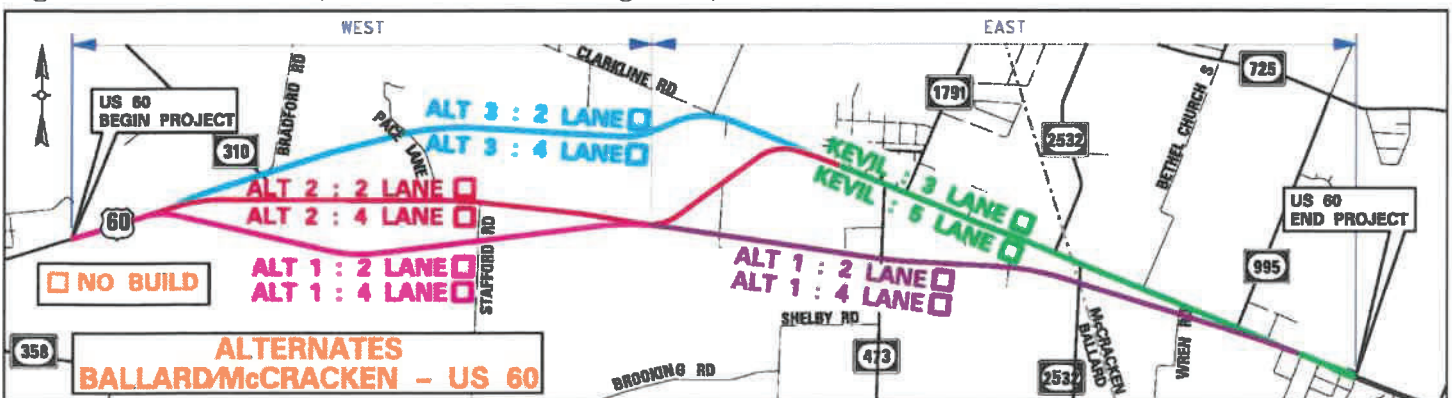 WEST
EAST
US 60
BEGIN PROJECT
310
BRADFORD RD
PACE LANE
CLARKLINE RD
ALT 3 : 2 LANE
ALT 3 : 4 LANE
1791
2532
BETHEL CHURCH S
725
KEVIL : 3 LANE
KEVIL : 5 LANE
US 60
END PROJECT
60
ALT 2 : 2 LANE
ALT 2 : 4 LANE
STAFFORD RD
ALT 1 : 2 LANE
ALT 1 : 4 LANE
NO BUILD
ALT 1 : 2 LANE
ALT 1 : 4 LANE
995
SHELBY RD
473
McCRACKEN
BALLARD
WREN RD
2532
358
ALTERNATES
BALLARD/McCRACKEN - US 60
BROOKING RD